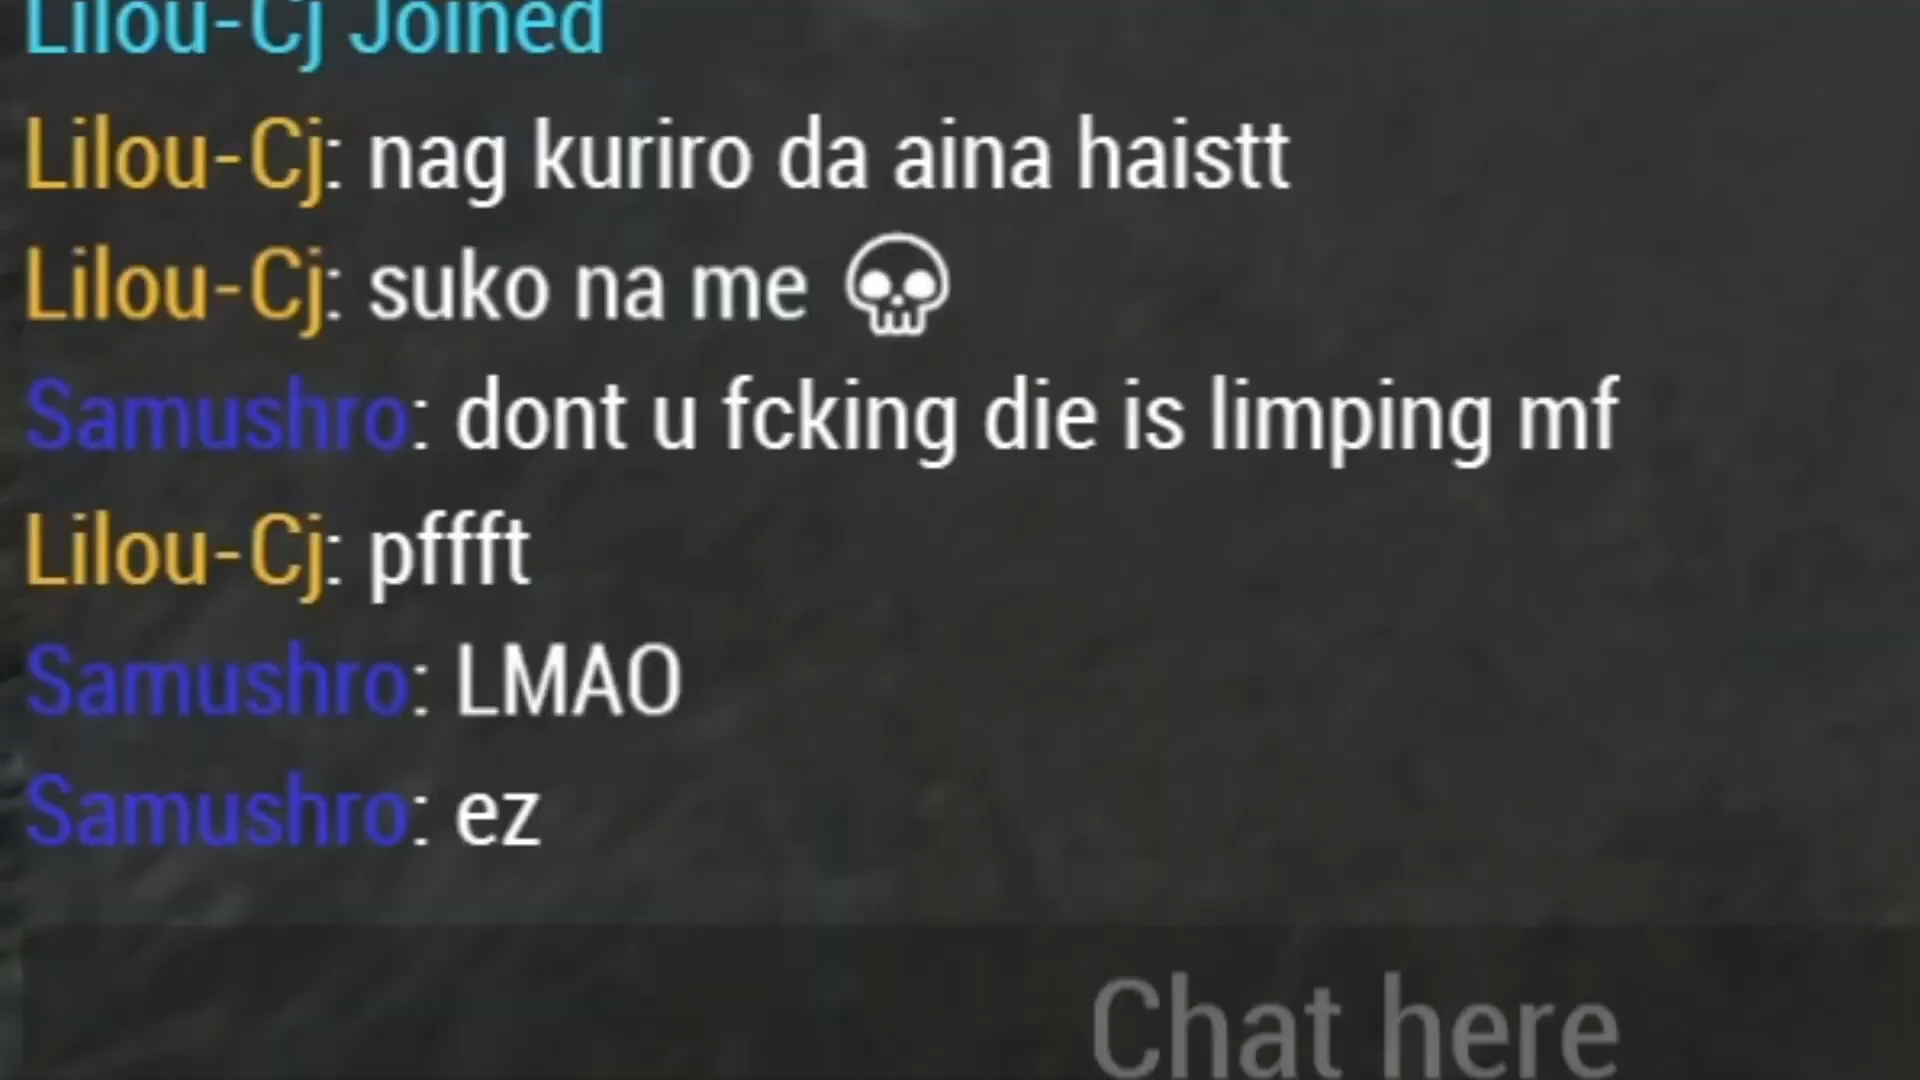 Lilou-Cj Joined
Lilou-Cj: nag kuriro da aina haistt
Lilou-Cj: suko na me 💀
Samushro: dont u fcking die is limping mf
Lilou-Cj: pffft
Samushro: LMAO
Samushro: ez
Chat here